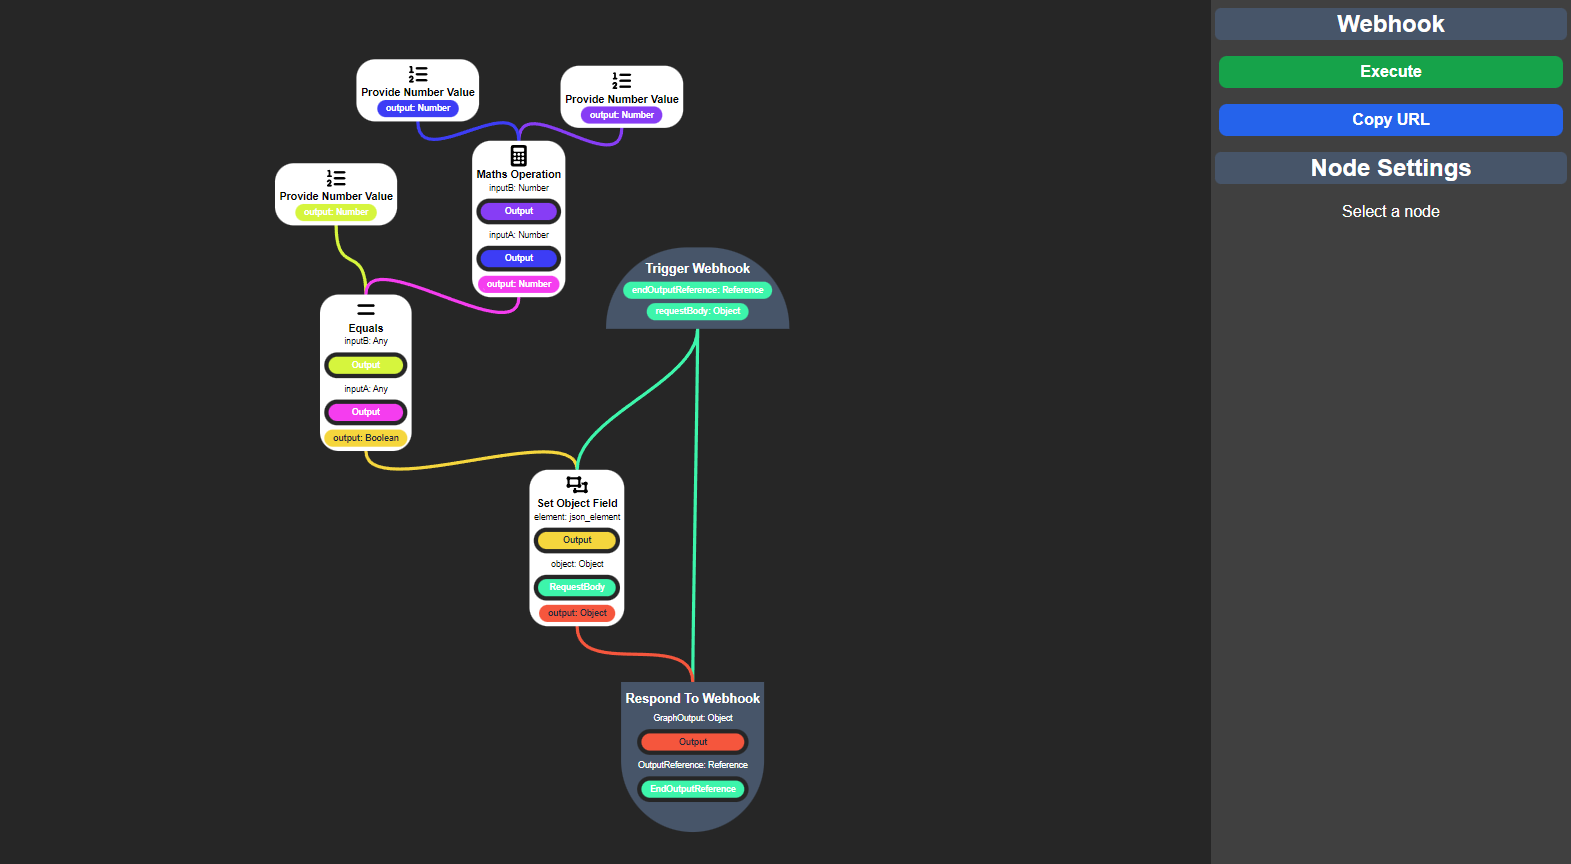 Provide Number Value
output: Number
Provide Number Value
output: Number
Maths Operation
inputB: Number
Output
inputA: Number
Output
output: Number
Provide Number Value
output: Number
Equals
inputB: Any
Output
inputA: Any
Output
output: Boolean
Trigger Webhook
endOutputReference: Reference
requestBody: Object
Set Object Field
element: json_element
Output
object: Object
RequestBody
output: Object
Respond To Webhook
GraphOutput: Object
Output
OutputReference: Reference
EndOutputReference
Webhook
Execute
Copy URL
Node Settings
Select a node